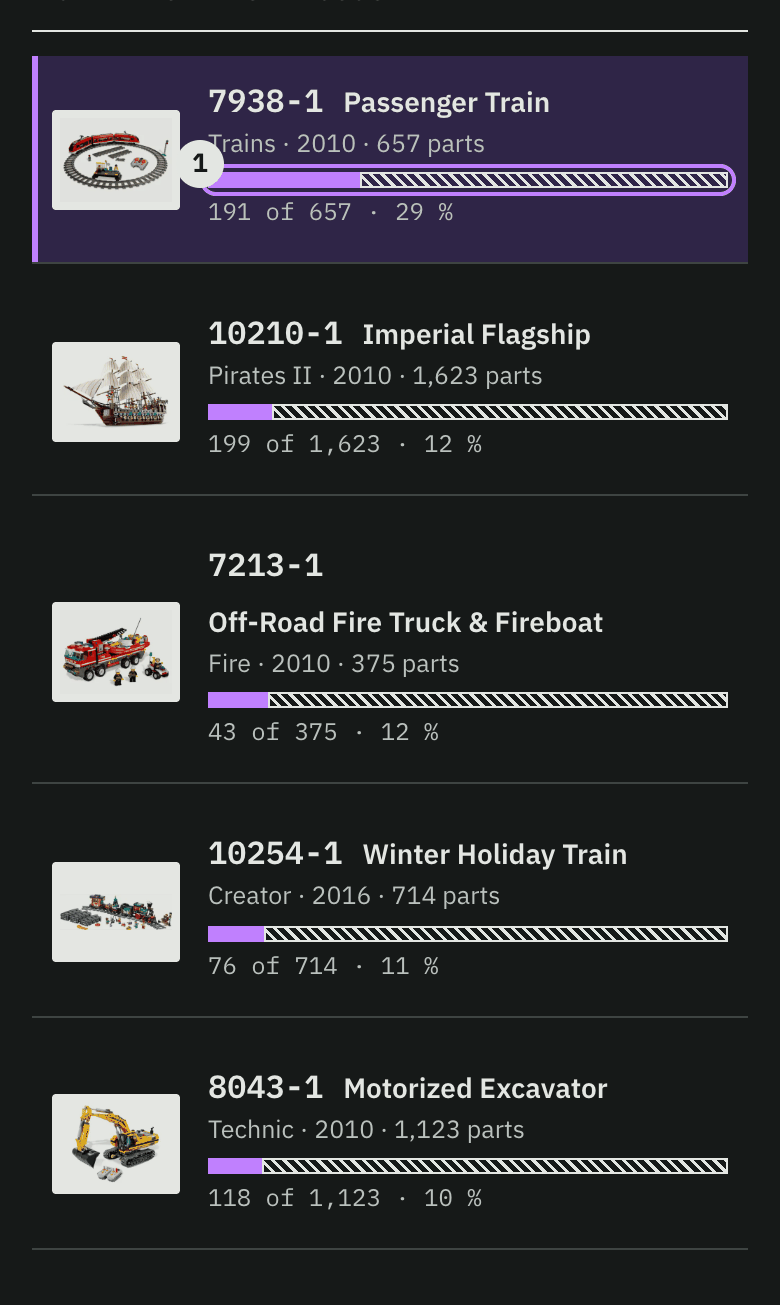 7938-1 Passenger Train
Trains · 2010 · 657 parts
1
191 of 657 · 29 %
10210-1 Imperial Flagship
Pirates II · 2010 · 1,623 parts
199 of 1,623 · 12 %
7213-1
Off-Road Fire Truck & Fireboat
Fire · 2010 · 375 parts
43 of 375 · 12 %
10254-1 Winter Holiday Train
Creator · 2016 · 714 parts
76 of 714 · 11 %
8043-1 Motorized Excavator
Technic · 2010 · 1,123 parts
118 of 1,123 · 10 %